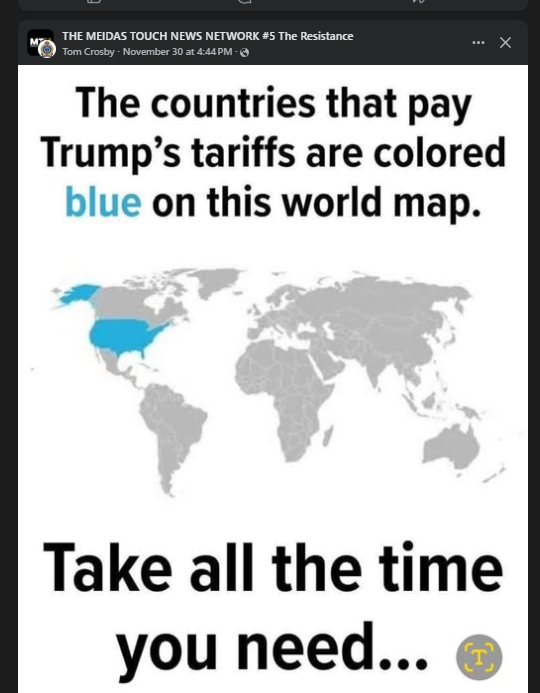 THE MEIDAS TOUCH NEWS NETWORK #5 The Resistance
Tom Crosby · November 30 at 4:44 PM ·
The countries that pay
Trump's tariffs are colored
blue on this world map.
Take all the time
you need...